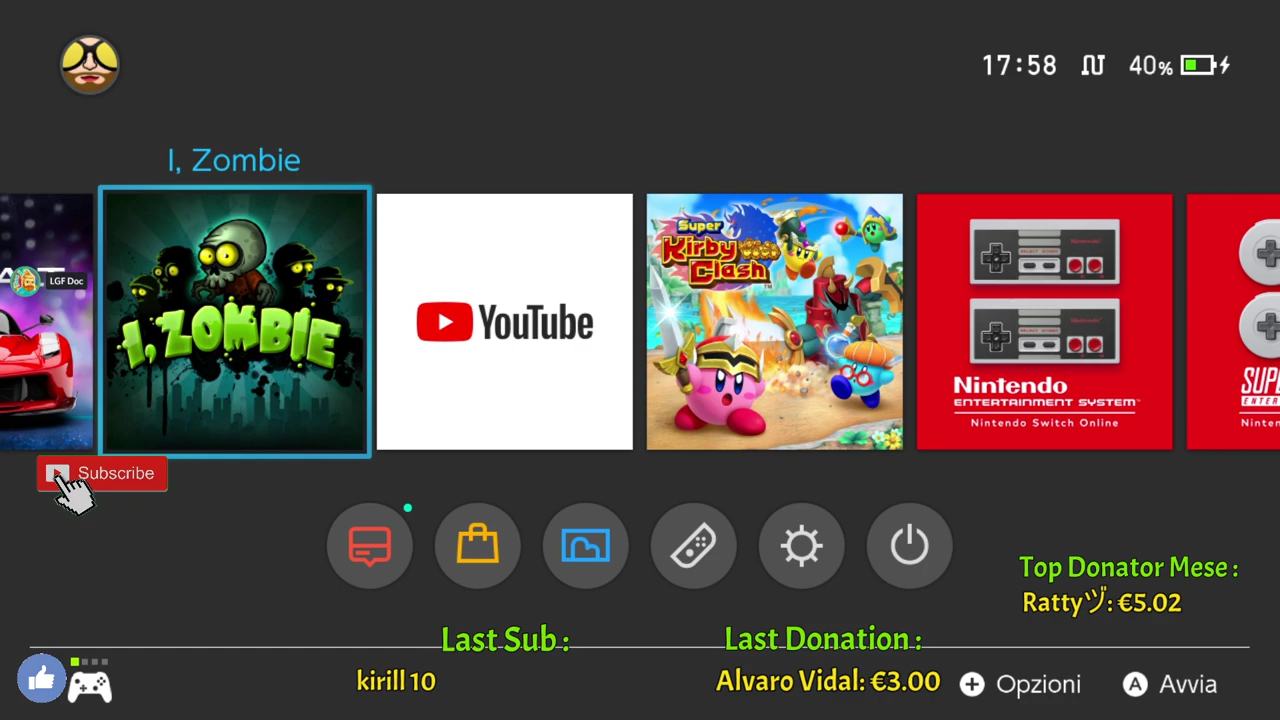 17:58
40%
I, Zombie
LGF Doc
I, ZOMBIE
YouTube
Super
Kirby
Clash
Nintendo
ENTERTAINMENT SYSTEM™
Nintendo Switch Online
Subscribe
Top Donator Mese :
Rattyヅ: €5.02
Last Sub :
Last Donation :
kirill 10
Alvaro Vidal: €3.00
Opzioni
A
Avvia